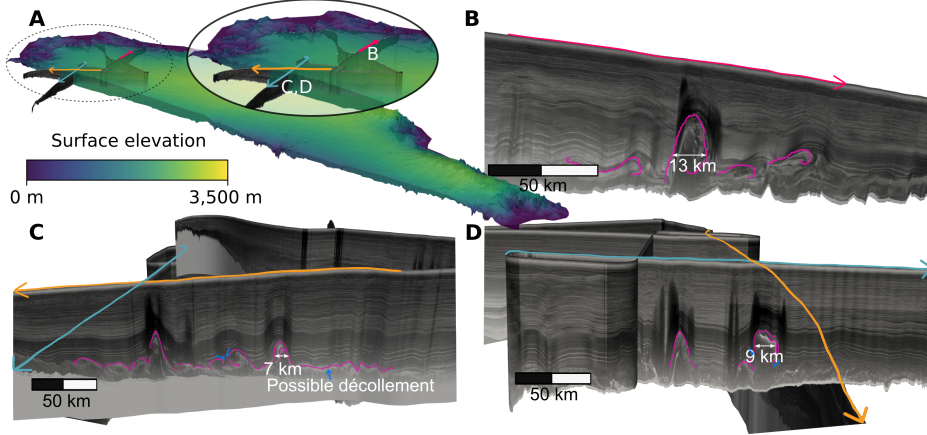 A
B
C,D
Surface elevation
0 m
3,500 m
B
13 km
50 km
C
7 km
Possible décollement
50 km
D
9 km
50 km